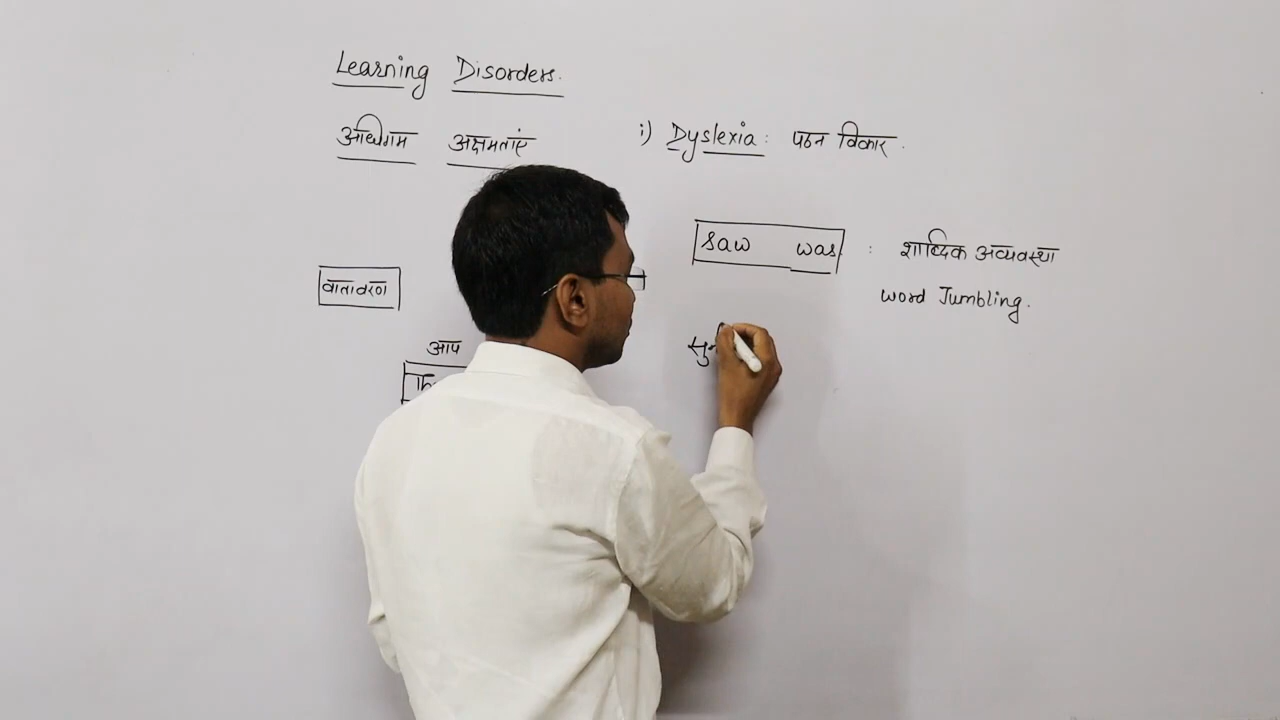 Learning Disorders.
अधिगम अक्षमताएं
i) Dyslexia : पठन विकार .
saw was : शाब्दिक अव्यवस्था
word Jumbling.
वातावरण
आप